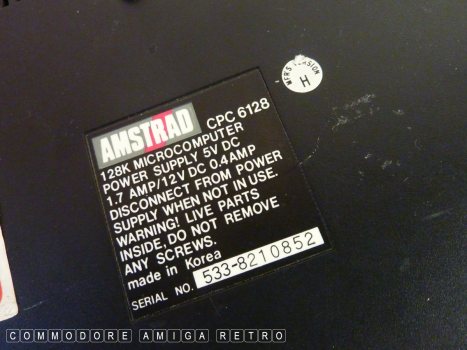 MFR'S VERSION
H
AMSTRAD CPC 6128
128K MICROCOMPUTER
POWER SUPPLY 5V DC
1.7 AMP/12V DC 0.4AMP
DISCONNECT FROM POWER
SUPPLY WHEN NOT IN USE.
WARNING! LIVE PARTS
INSIDE, DO NOT REMOVE
ANY SCREWS.
made in Korea
SERIAL NO. 533-8210852
COMMODORE AMIGA RETRO